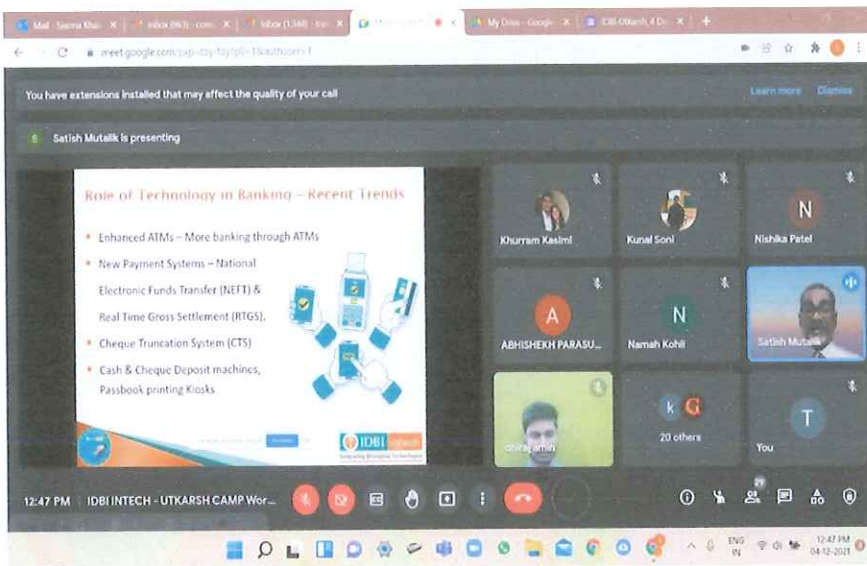 Mail - Seema Khan
Inbox (963) - com
Inbox (1,568) -
My Drive - Google
IDBI-Utkarsh, 4 D
meet.google.com
You have extensions installed that may affect the quality of your call
Learn more
Dismiss
S Satish Mutalik is presenting
Role of Technology in Banking – Recent Trends
Enhanced ATMs – More banking through ATMs
New Payment Systems – National
Electronic Funds Transfer (NEFT) &
Real Time Gross Settlement (RTGS).
Cheque Truncation System (CTS)
Cash & Cheque Deposit machines,
Passbook printing Kiosks
IDBI
Khurram Kasimi
Kunal Soni
N
Nishika Patel
A
ABHISHEKH PARASU...
N
Namah Kohli
Satish Mutalik
amin
k G
20 others
T
You
12:47 PM | IDBI INTECH - UTKARSH CAMP Wor...
29
ENG
IN
12:47 PM
04-12-2021